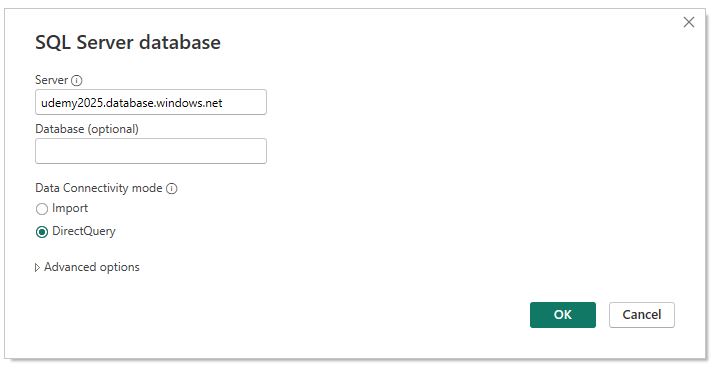 SQL Server database
Server
udemy2025.database.windows.net
Database (optional)
Data Connectivity mode
Import
DirectQuery
Advanced options
OK Cancel